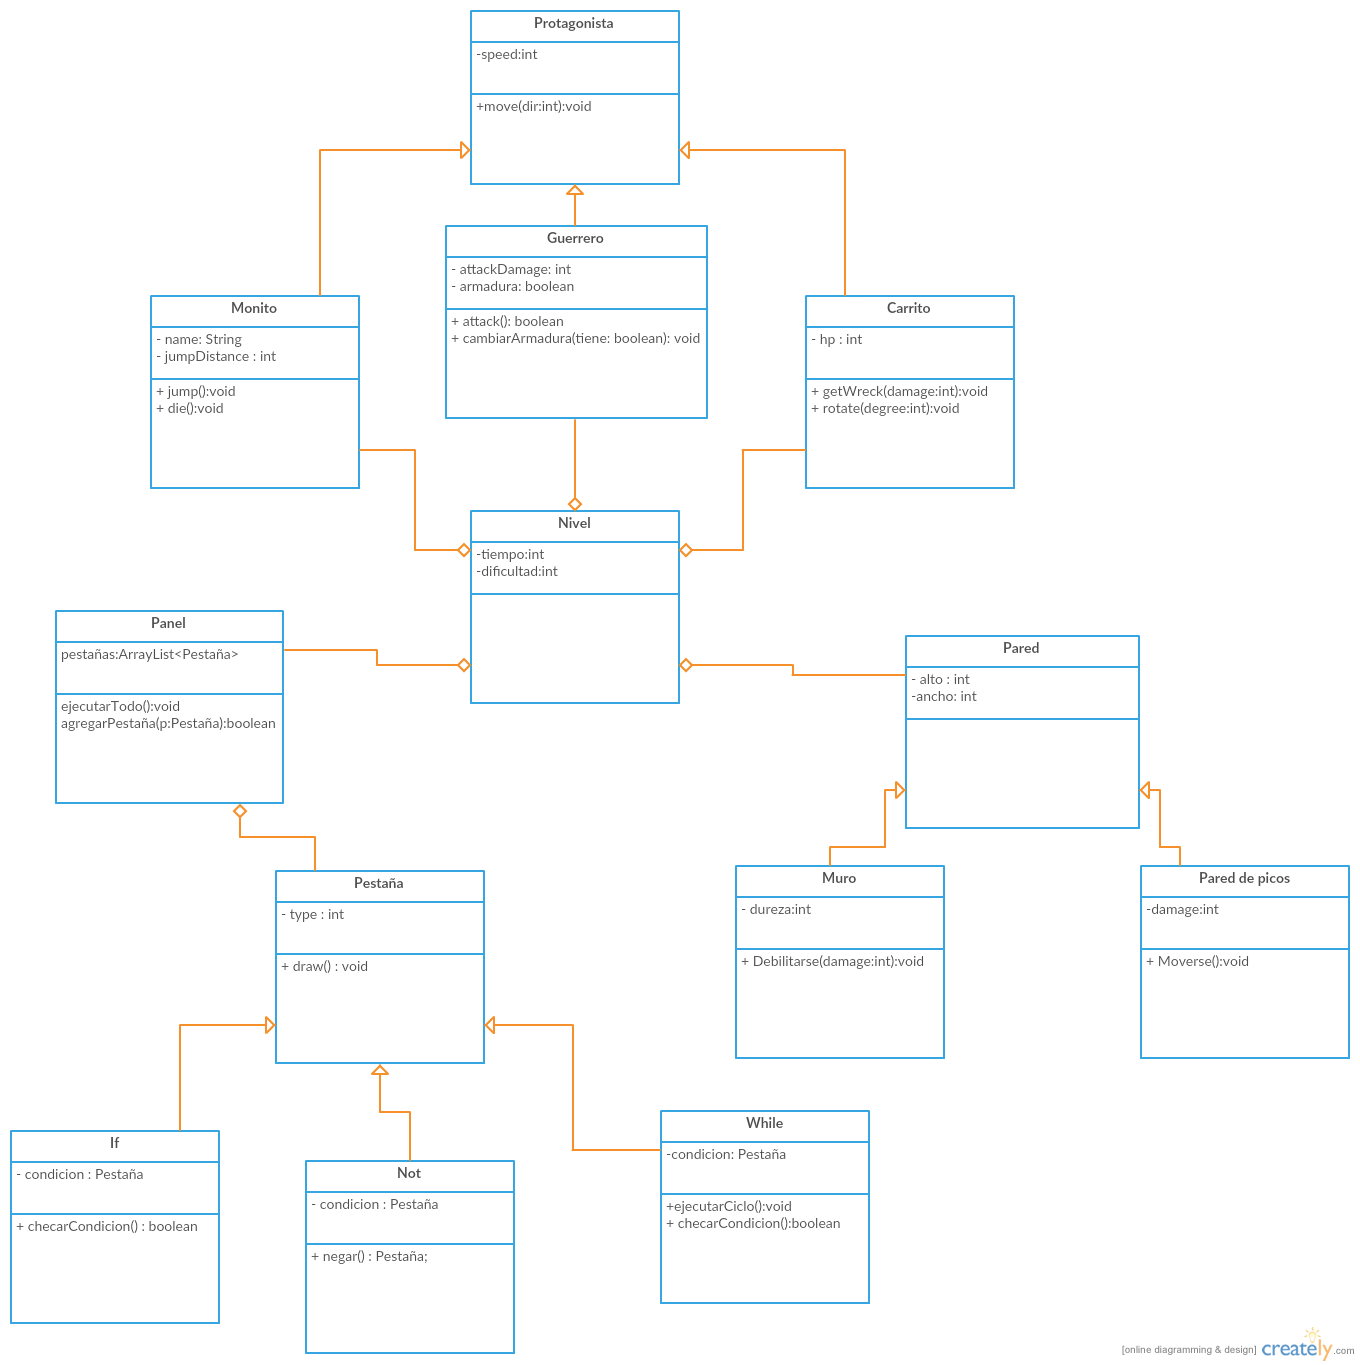 Protagonista
-speed:int
+move(dir:int):void
Guerrero
- attackDamage: int
- armadura: boolean
+ attack(): boolean
+ cambiarArmadura(tiene: boolean): void
Monito
- name: String
- jumpDistance : int
+ jump():void
+ die():void
Carrito
- hp : int
+ getWreck(damage:int):void
+ rotate(degree:int):void
Nivel
-tiempo:int
-dificultad:int
Panel
pestañas:ArrayList<Pestaña>
ejecutarTodo():void
agregarPestaña(p:Pestaña):boolean
Pared
- alto : int
-ancho: int
Pestaña
- type : int
+ draw() : void
Muro
- dureza:int
+ Debilitarse(damage:int):void
Pared de picos
-damage:int
+ Moverse():void
If
- condicion : Pestaña
+ checarCondicion() : boolean
Not
- condicion : Pestaña
+ negar() : Pestaña;
While
-condicion: Pestaña
+ejecutarCiclo():void
+ checarCondicion():boolean
[online diagramming & design] creately.com